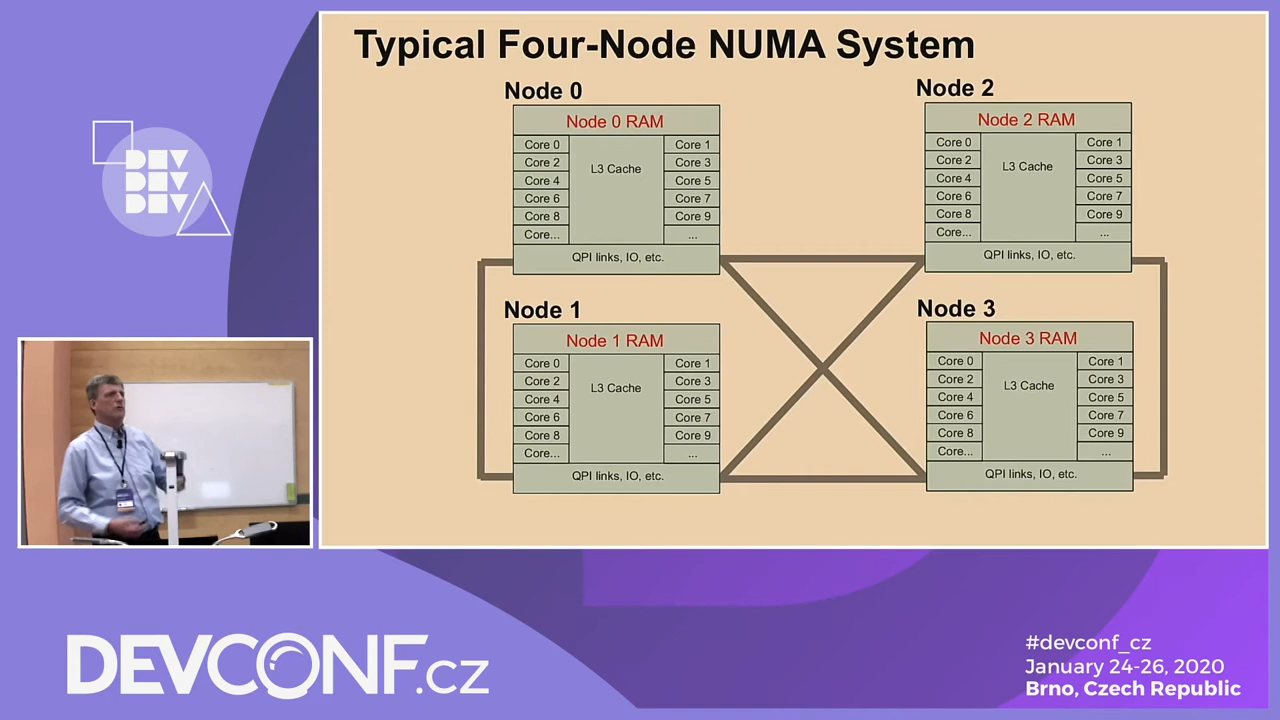 DEV
DEV
DEV
Typical Four-Node NUMA System
Node 0
Node 0 RAM
Core 0
Core 2
Core 4
Core 6
Core 8
Core...
L3 Cache
Core 1
Core 3
Core 5
Core 7
Core 9
...
QPI links, IO, etc.
Node 2
Node 2 RAM
Core 0
Core 2
Core 4
Core 6
Core 8
Core...
L3 Cache
Core 1
Core 3
Core 5
Core 7
Core 9
...
QPI links, IO, etc.
Node 1
Node 1 RAM
Core 0
Core 2
Core 4
Core 6
Core 8
Core...
L3 Cache
Core 1
Core 3
Core 5
Core 7
Core 9
...
QPI links, IO, etc.
Node 3
Node 3 RAM
Core 0
Core 2
Core 4
Core 6
Core 8
Core...
L3 Cache
Core 1
Core 3
Core 5
Core 7
Core 9
...
QPI links, IO, etc.
DEVCONF.cz
#devconf_cz
January 24-26, 2020
Brno, Czech Republic